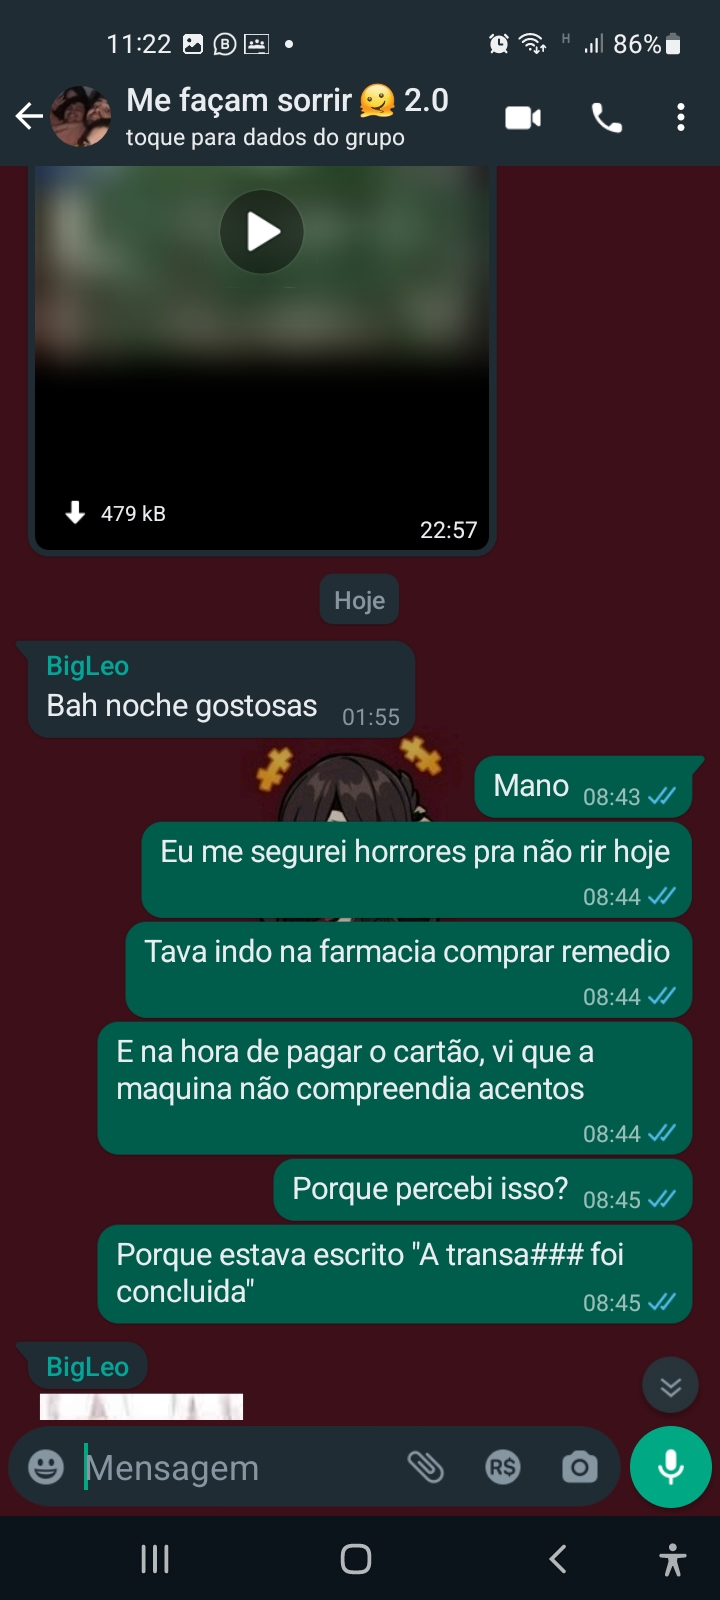 11:22
H
86%
Me façam sorrir 🤗 2.0
toque para dados do grupo
479 kB
22:57
Hoje
BigLeo
Bah noche gostosas 01:55
Mano 08:43
Eu me segurei horrores pra não rir hoje
08:44
Tava indo na farmacia comprar remedio
08:44
E na hora de pagar o cartão, vi que a
maquina não compreendia acentos
08:44
Porque percebi isso? 08:45
Porque estava escrito "A transa### foi
concluida" 08:45
BigLeo
Mensagem
R$